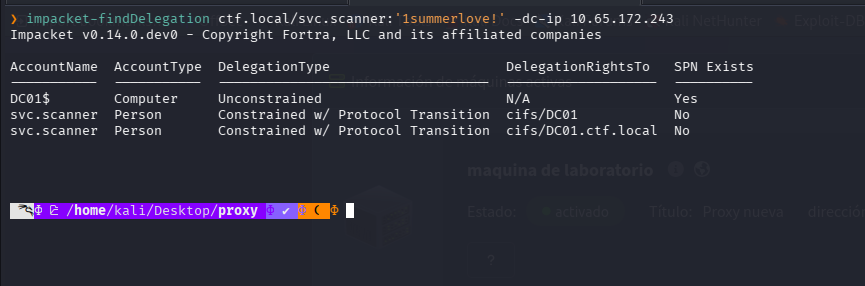 ❯ impacket-findDelegation ctf.local/svc.scanner:'1summerlove!' -dc-ip 10.65.172.243
Impacket v0.14.0.dev0 - Copyright Fortra, LLC and its affiliated companies
AccountName AccountType DelegationType DelegationRightsTo SPN Exists
DC01$ Computer Unconstrained N/A Yes
svc.scanner Person Constrained w/ Protocol Transition cifs/DC01 No
svc.scanner Person Constrained w/ Protocol Transition cifs/DC01.ctf.local No
maquina de laboratorio
/home/kali/Desktop/proxy ✔
Estado: activado Titulo: Proxy nueva direcció
?